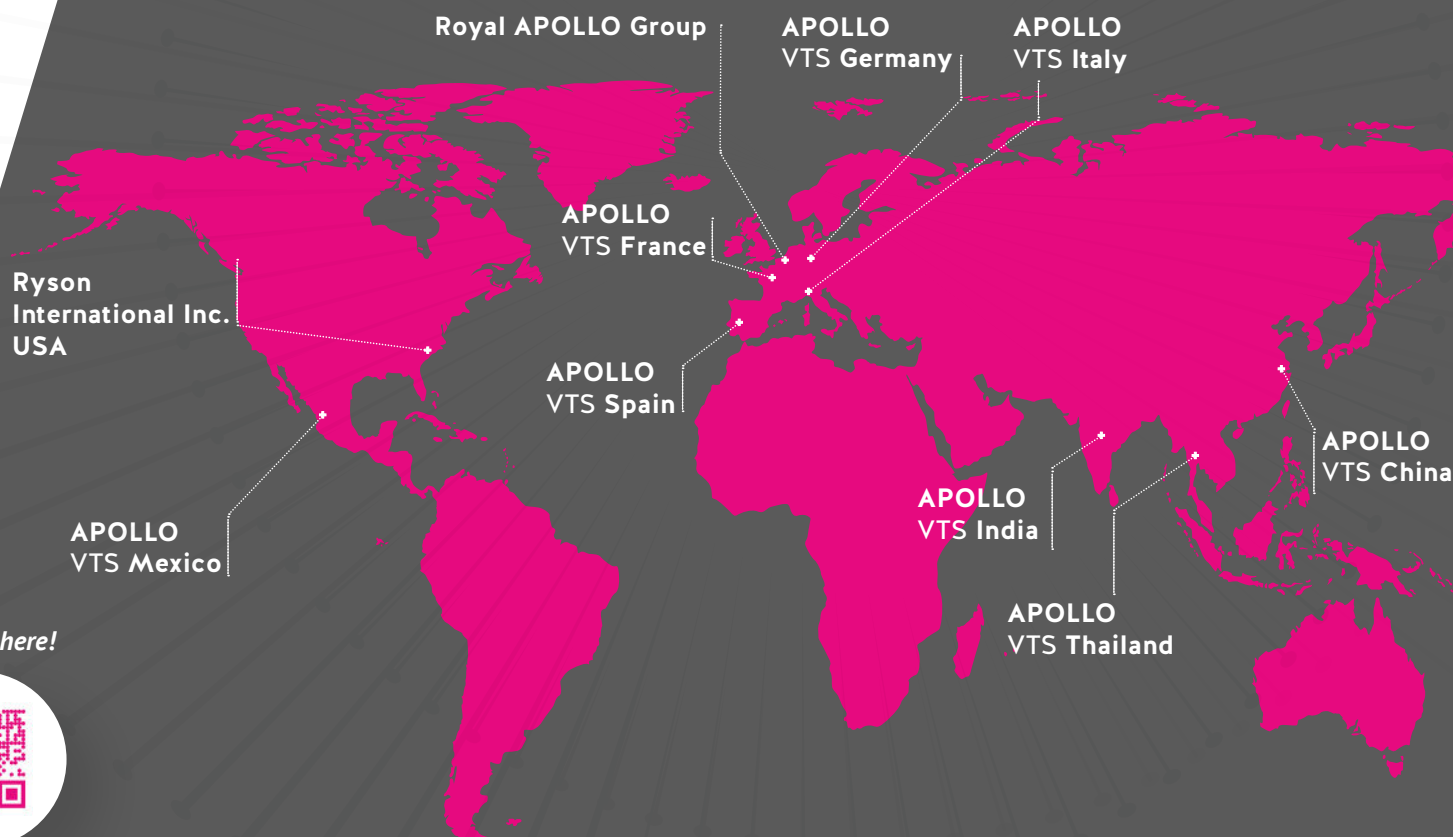 Royal APOLLO Group
APOLLO
VTS Germany
APOLLO
VTS Italy
APOLLO
VTS France
Ryson
International Inc.
USA
APOLLO
VTS Spain
APOLLO
VTS China
APOLLO
VTS India
APOLLO
VTS Mexico
APOLLO
VTS Thailand
here!